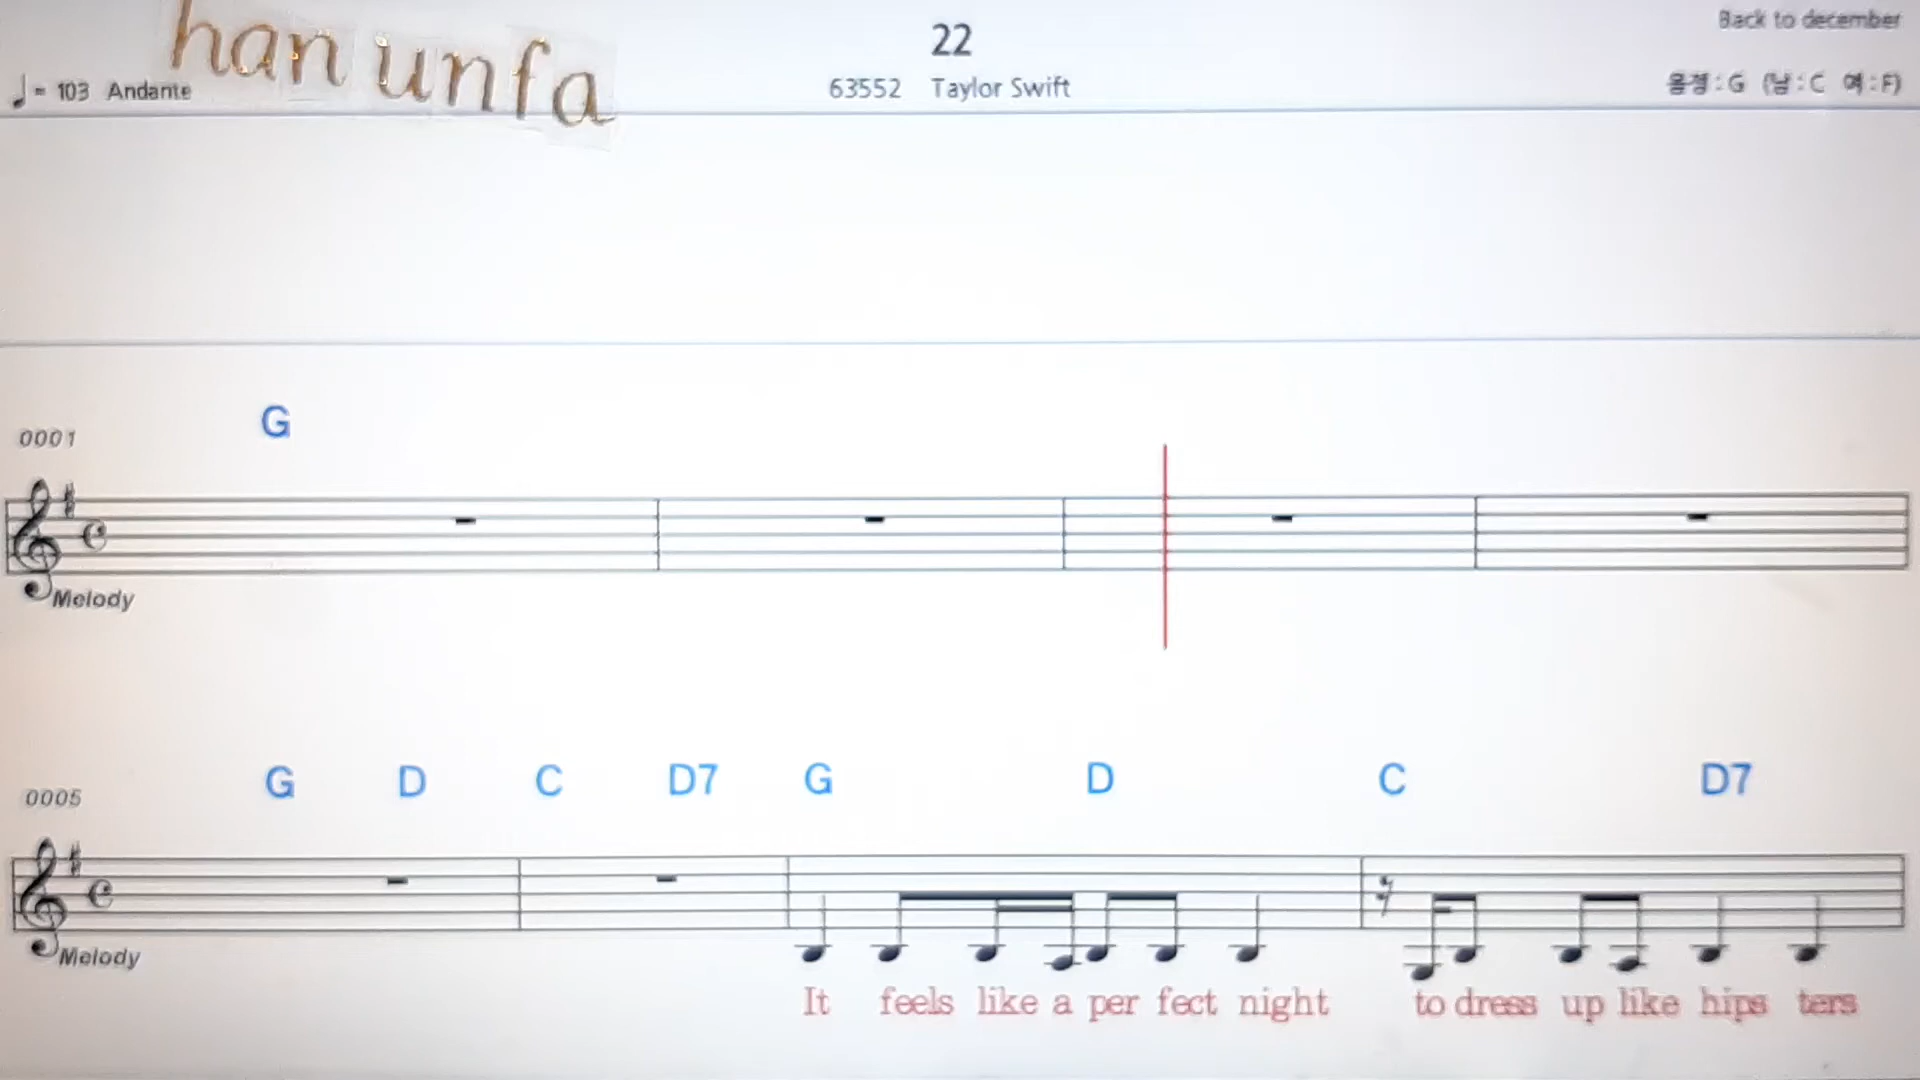 han unfa
22
Back to december
= 103 Andante
63552 Taylor Swift
음정 : G (남 : C 여 : F)
G
0001
Melody
G D C D7 G D C D7
0005
Melody
It feels like a per fect night to dress up like hips ters